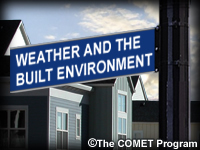 WEATHER AND THE
BUILT ENVIRONMENT
©The COMET Program